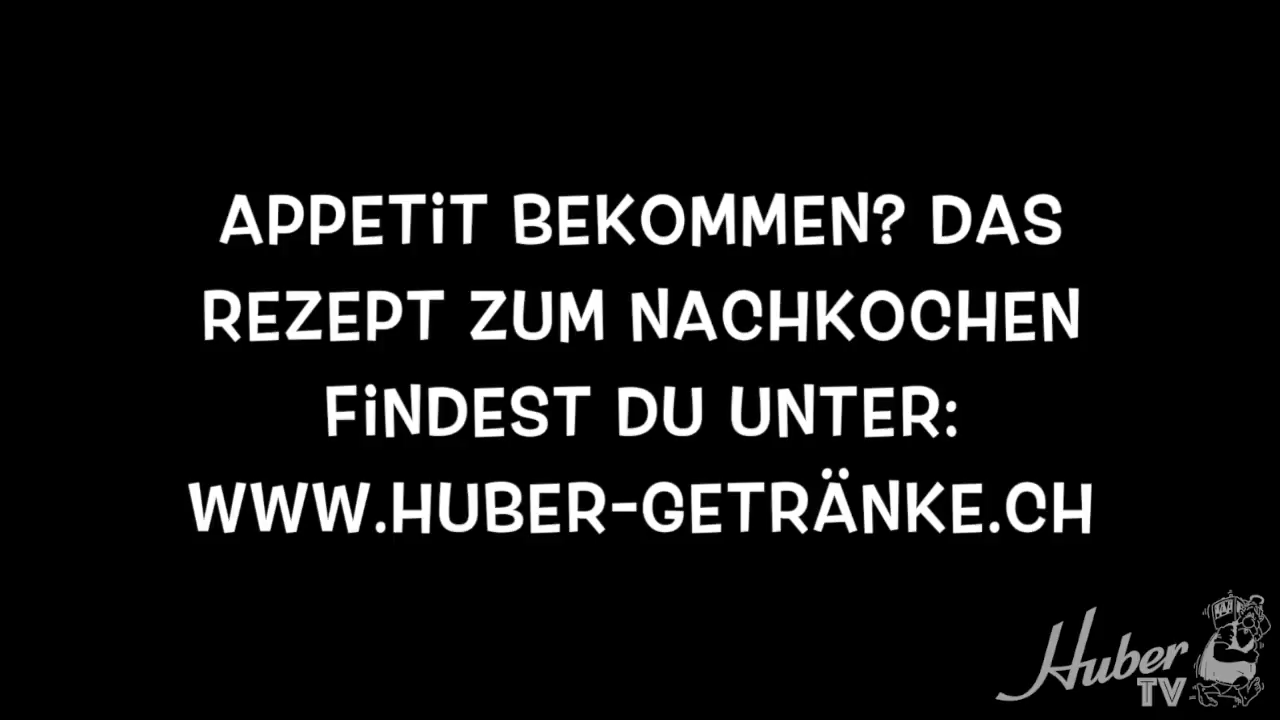 APPETIT BEKOMMEN? DAS
REZEPT ZUM NACHKOCHEN
FINDEST DU UNTER:
WWW.HUBER-GETRÄNKE.CH
Huber
TV